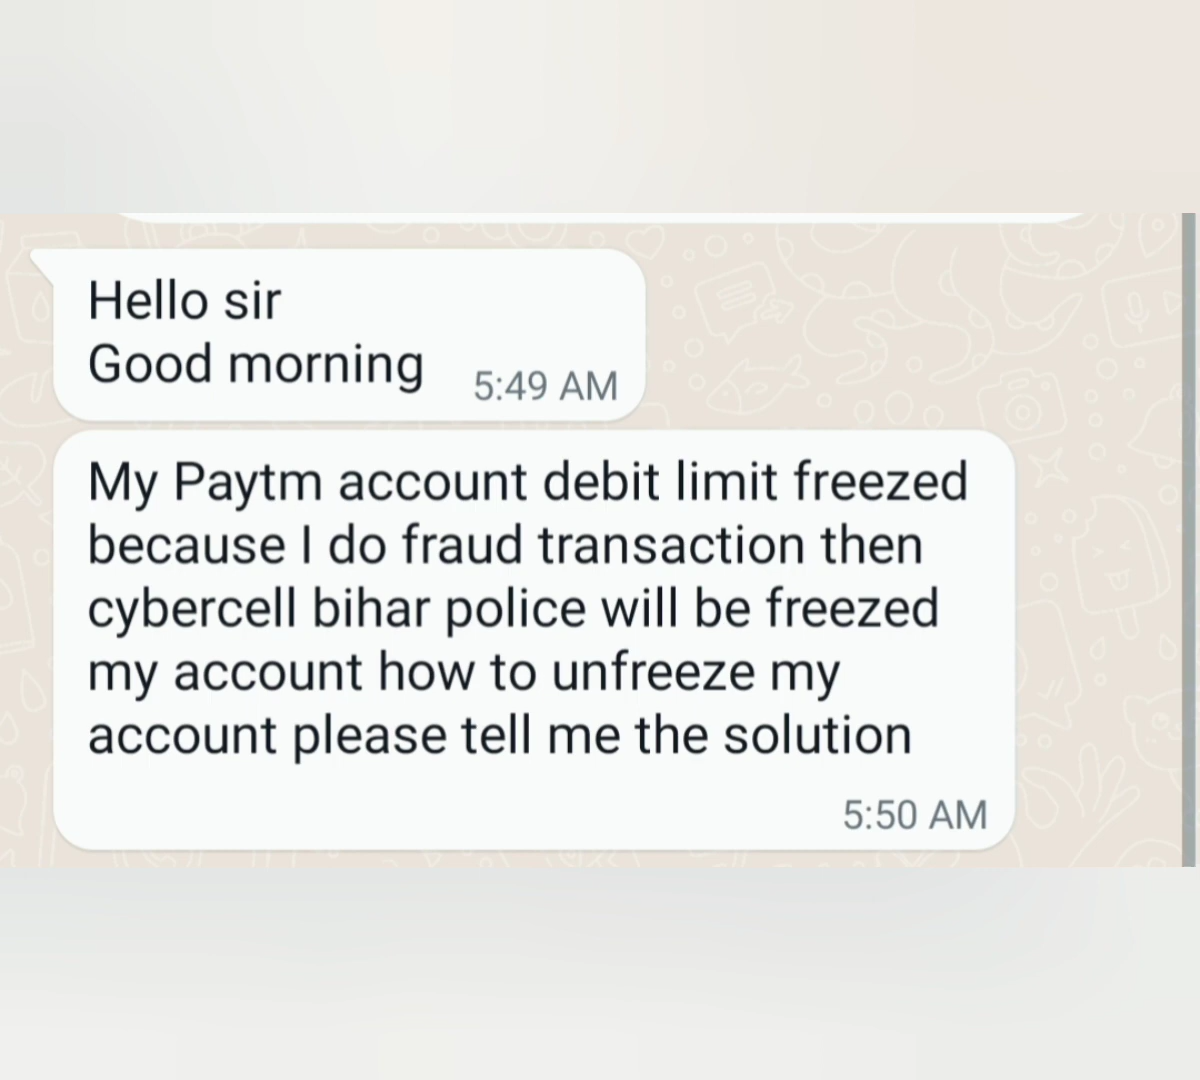 Hello sir
Good morning
5:49 AM
My Paytm account debit limit freezed
because I do fraud transaction then
cybercell bihar police will be freezed
my account how to unfreeze my
account please tell me the solution
5:50 AM